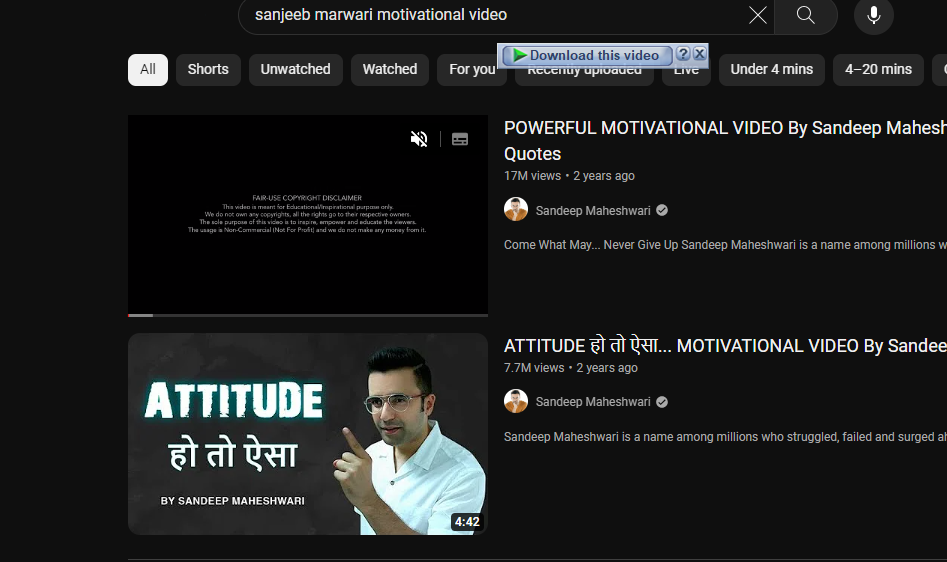 sanjeeb marwari motivational video
Download this video ? X
All Shorts Unwatched Watched For you Recently uploaded Live Under 4 mins 4–20 mins
FAIR-USE COPYRIGHT DISCLAIMER
This video is meant for Educational/Inspirational purpose only.
We do not own any copyrights, all the rights go to their respective owners.
The sole purpose of this video is to inspire, empower and educate the viewers.
The usage is Non-Commercial (Not For Profit) and we do not make any money from it.
POWERFUL MOTIVATIONAL VIDEO By Sandeep Mahesh
Quotes
17M views • 2 years ago
Sandeep Maheshwari
Come What May... Never Give Up Sandeep Maheshwari is a name among millions w
ATTITUDE
हो तो ऐसा
BY SANDEEP MAHESHWARI
4:42
ATTITUDE हो तो ऐसा... MOTIVATIONAL VIDEO By Sandee
7.7M views • 2 years ago
Sandeep Maheshwari
Sandeep Maheshwari is a name among millions who struggled, failed and surged ah